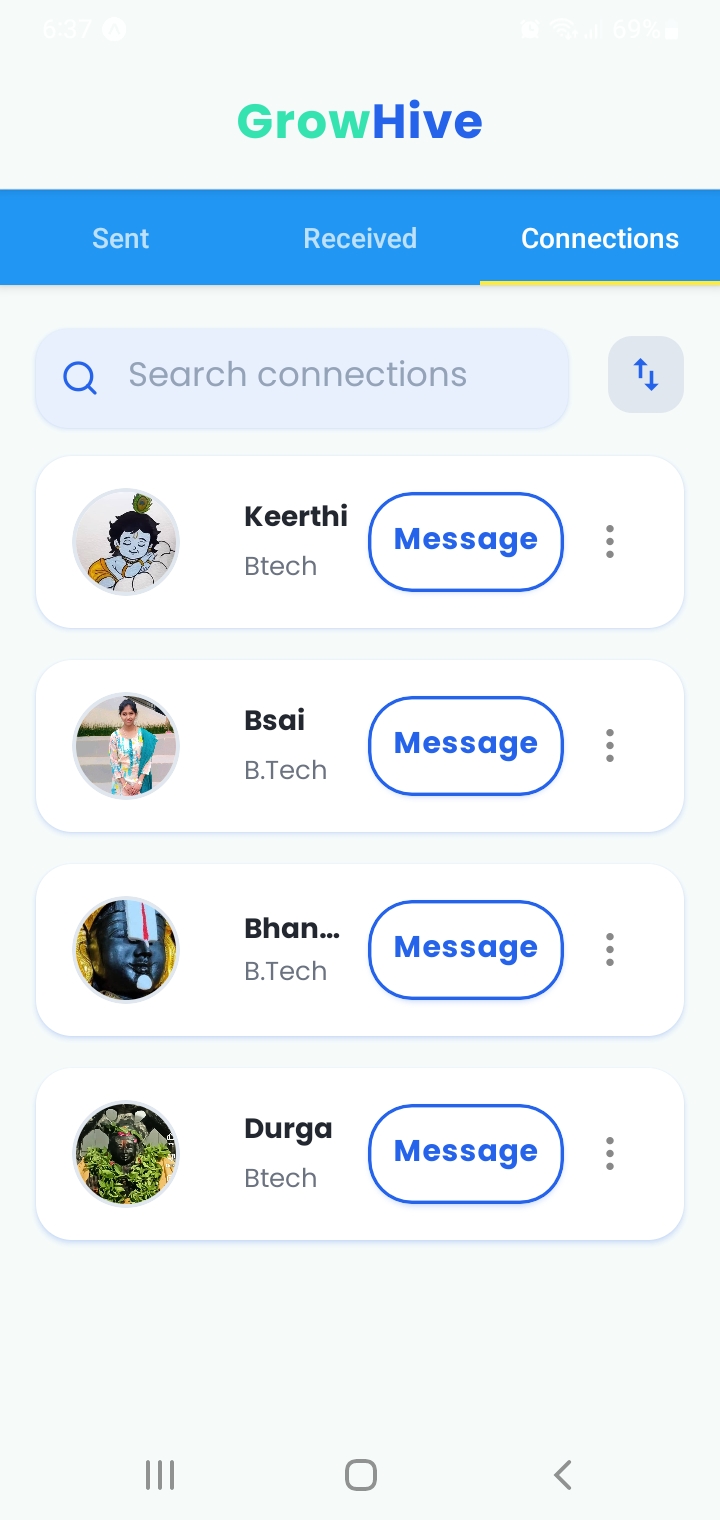 6:37
69%
GrowHive
Sent Received Connections
Search connections
Keerthi
Btech
Message
Bsai
B.Tech
Message
Bhan...
B.Tech
Message
Durga
Btech
Message